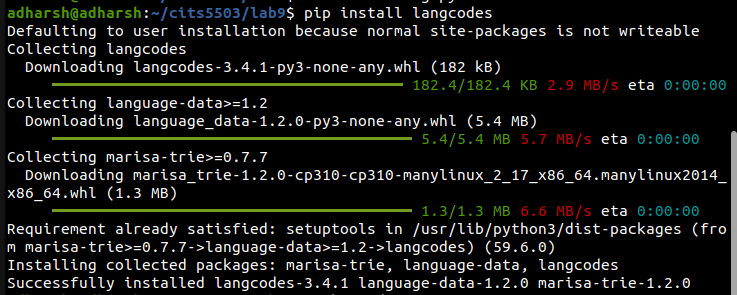 adharsh@adharsh:~/cits5503/lab9$ pip install langcodes
Defaulting to user installation because normal site-packages is not writeable
Collecting langcodes
  Downloading langcodes-3.4.1-py3-none-any.whl (182 kB)
     182.4/182.4 KB 2.9 MB/s eta 0:00:00
Collecting language-data>=1.2
  Downloading language_data-1.2.0-py3-none-any.whl (5.4 MB)
     5.4/5.4 MB 5.7 MB/s eta 0:00:00
Collecting marisa-trie>=0.7.7
  Downloading marisa_trie-1.2.0-cp310-cp310-manylinux_2_17_x86_64.manylinux2014_
x86_64.whl (1.3 MB)
     1.3/1.3 MB 6.6 MB/s eta 0:00:00
Requirement already satisfied: setuptools in /usr/lib/python3/dist-packages (fro
m marisa-trie>=0.7.7->language-data>=1.2->langcodes) (59.6.0)
Installing collected packages: marisa-trie, language-data, langcodes
Successfully installed langcodes-3.4.1 language-data-1.2.0 marisa-trie-1.2.0